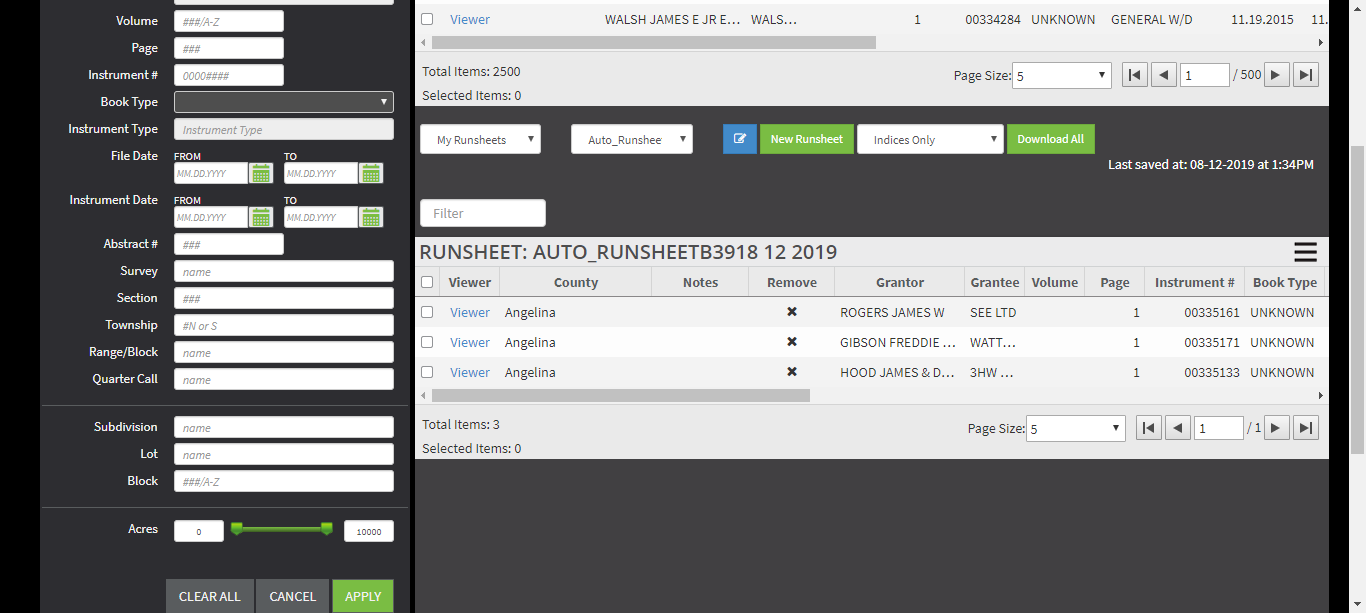 Volume ###/A-Z
Page ###
Instrument # 0000####
Book Type
Instrument Type Instrument Type
File Date FROM TO
MM.DD.YYYY MM.DD.YYYY
Instrument Date FROM TO
MM.DD.YYYY MM.DD.YYYY
Abstract # ###
Survey name
Section ###
Township #N or S
Range/Block name
Quarter Call name
Subdivision name
Lot name
Block ###/A-Z
Acres 0 10000
CLEAR ALL CANCEL APPLY
Viewer WALSH JAMES E JR E... WALS... 1 00334284 UNKNOWN GENERAL W/D 11.19.2015 11.
Total Items: 2500
Selected Items: 0
Page Size: 5 1 / 500
My Runsheets Auto_Runshee New Runsheet Indices Only Download All
Last saved at: 08-12-2019 at 1:34PM
Filter
RUNSHEET: AUTO_RUNSHEETB3918 12 2019
Viewer County Notes Remove Grantor Grantee Volume Page Instrument # Book Type
Viewer Angelina ✖ ROGERS JAMES W SEE LTD 1 00335161 UNKNOWN
Viewer Angelina ✖ GIBSON FREDDIE ... WATT... 1 00335171 UNKNOWN
Viewer Angelina ✖ HOOD JAMES & D... 3HW ... 1 00335133 UNKNOWN
Total Items: 3
Selected Items: 0
Page Size: 5 1 / 1